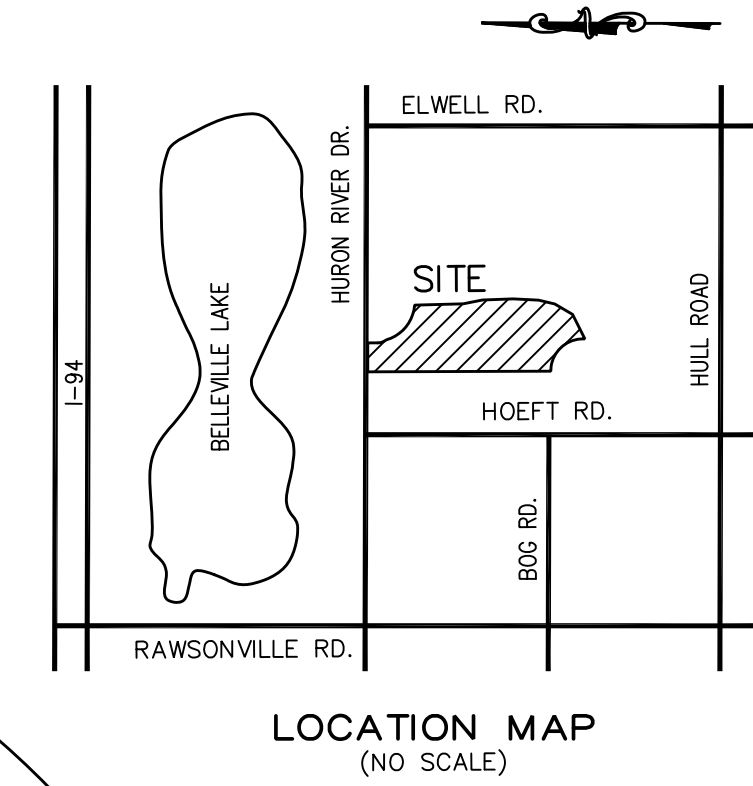 ELWELL RD.
HURON RIVER DR.
SITE
BELLEVILLE LAKE
HULL ROAD
I-94
HOEFT RD.
BOG RD.
RAWSONVILLE RD.
LOCATION MAP
(NO SCALE)